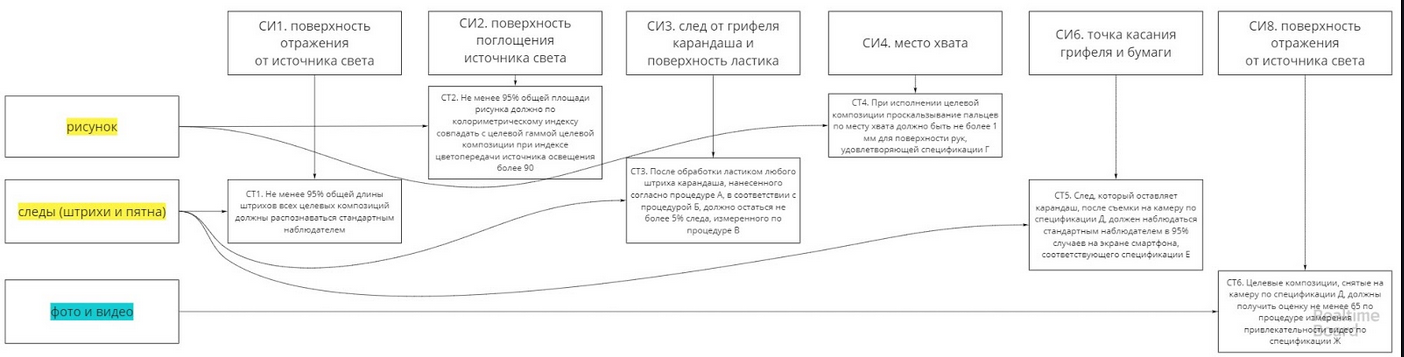 СИ1. поверхность
отражения
от источника света
СИ2. поверхность
поглощения
источника света
СИ3. след от грифеля
карандаша и
поверхность ластика
СИ4. место хвата
СИ6. точка касания
грифеля и бумаги
СИ8. поверхность
отражения
от источника света
рисунок
СТ2. Не менее 95% общей площади
рисунка должно по
колориметрическому индексу
совпадать с целевой гаммой целевой
композиции при индексе
цветопередачи источника освещения
более 90
СТ4. При исполнении целевой
композиции проскальзывание пальцев
по месту хвата должно быть не более 1
мм для поверхности рук,
удовлетворяющей спецификации Г
следы (штрихи и пятна)
СТ1. Не менее 95% общей длины
штрихов всех целевых композиций
должны распознаваться стандартным
наблюдателем
СТ3. После обработки ластиком любого
штриха карандаша, нанесенного
согласно процедуре А, в соответствии с
процедурой Б, должно остаться не
более 5% следа, измеренного по
процедуре В
СТ5. След, который оставляет
карандаш, после съемки на камеру по
спецификации Д, должен наблюдаться
стандартным наблюдателем в 95%
случаев на экране смартфона,
соответствующего спецификации Е
фото и видео
СТ6. Целевые композиции, снятые на
камеру по спецификации Д, должны
получить оценку не менее 65 по
процедуре измерения
привлекательности видео по
спецификации Ж
Realtime
Board